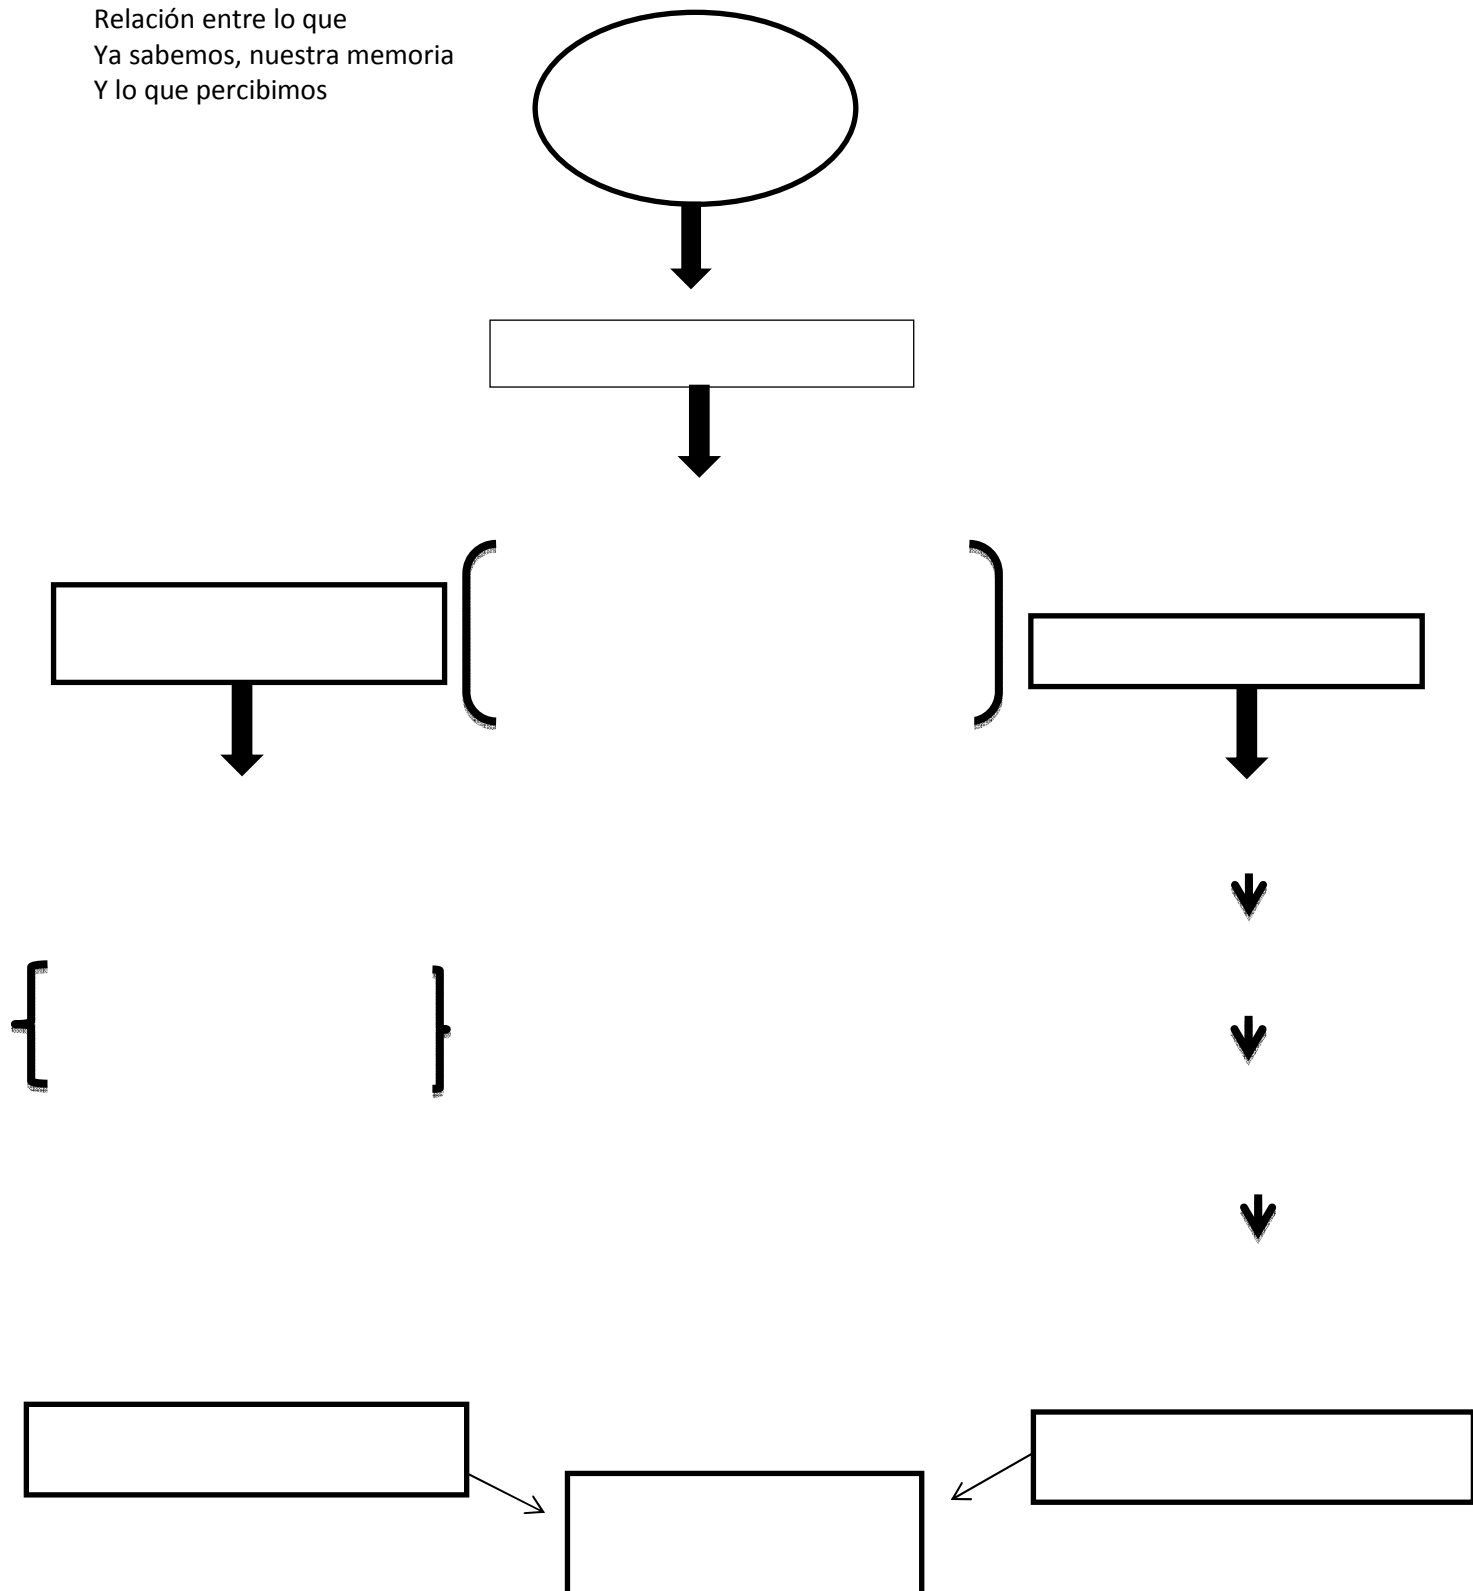 Relación entre lo que
Ya sabemos, nuestra memoria
Y lo que percibimos